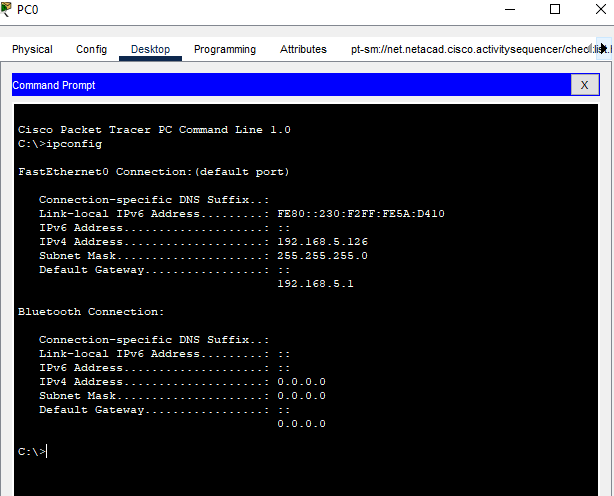 PC0
Physical Config Desktop Programming Attributes pt-sm://net.netacad.cisco.activitysequencer/checklist.
Command Prompt X
Cisco Packet Tracer PC Command Line 1.0
C:\>ipconfig
FastEthernet0 Connection:(default port)
Connection-specific DNS Suffix..:
Link-local IPv6 Address.........: FE80::230:F2FF:FE5A:D410
IPv6 Address....................: ::
IPv4 Address....................: 192.168.5.126
Subnet Mask.....................: 255.255.255.0
Default Gateway.................: ::
192.168.5.1
Bluetooth Connection:
Connection-specific DNS Suffix..:
Link-local IPv6 Address.........: ::
IPv6 Address....................: ::
IPv4 Address....................: 0.0.0.0
Subnet Mask.....................: 0.0.0.0
Default Gateway.................: ::
0.0.0.0
C:\>